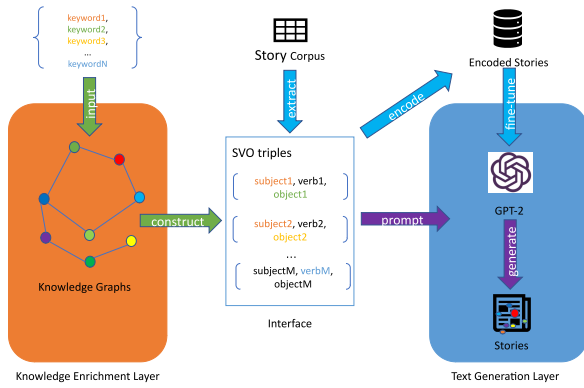 keyword1,
keyword2,
keyword3,
...
keywordN
input
Knowledge Graphs
Knowledge Enrichment Layer
construct
Story Corpus
extract
SVO triples
subject1, verb1,
object1
subject2, verb2,
object2
...
subjectM, verbM,
objectM
Interface
encode
prompt
Encoded Stories
fine-tune
GPT-2
generate
Stories
Text Generation Layer